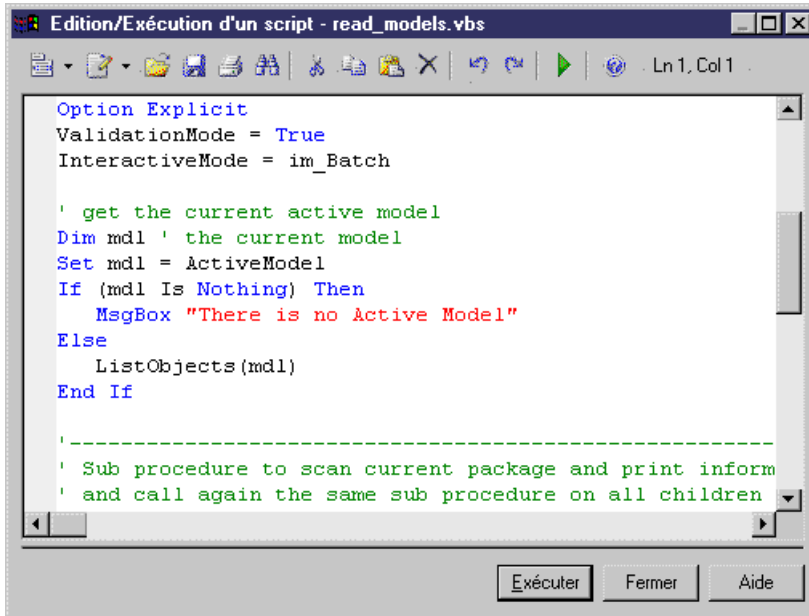 Edition/Exécution d'un script - read_models.vbs
Ln 1, Col 1
Option Explicit
ValidationMode = True
InteractiveMode = im_Batch
' get the current active model
Dim mdl ' the current model
Set mdl = ActiveModel
If (mdl Is Nothing) Then
MsgBox "There is no Active Model"
Else
ListObjects(mdl)
End If
'-----------------------------------------------------
' Sub procedure to scan current package and print inform
' and call again the same sub procedure on all children
Exécuter Fermer Aide